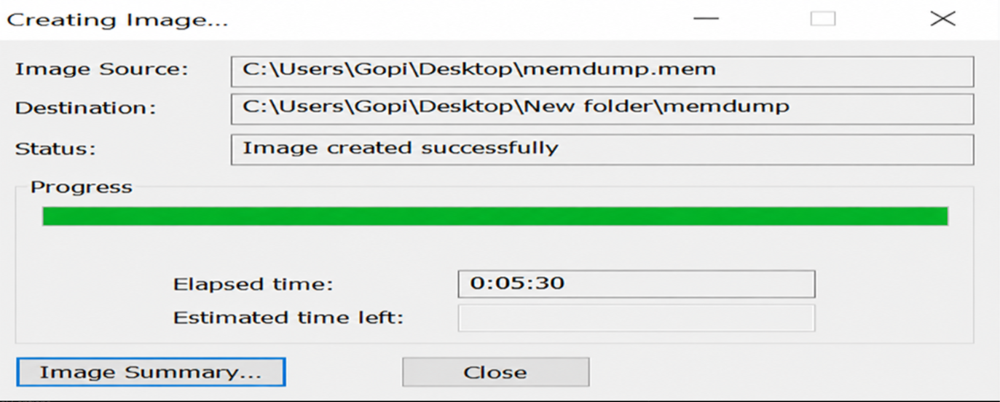 Creating Image...
Image Source: C:\Users\Gopi\Desktop\memdump.mem
Destination: C:\Users\Gopi\Desktop\New folder\memdump
Status: Image created successfully
Progress
Elapsed time: 0:05:30
Estimated time left:
Image Summary... Close